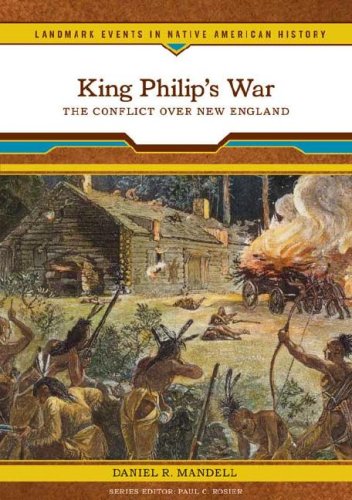 LANDMARK EVENTS IN NATIVE AMERICAN HISTORY
King Philip's War
THE CONFLICT OVER NEW ENGLAND
DANIEL R. MANDELL
SERIES EDITOR: PAUL C. ROSIER